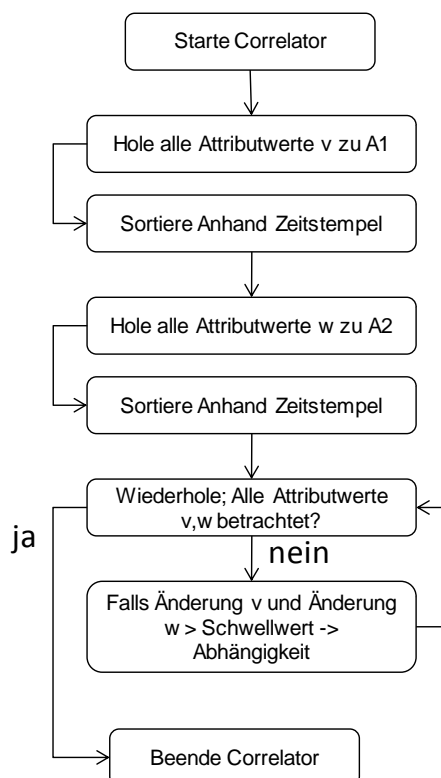 Starte Correlator
Hole alle Attributwerte v zu A1
Sortiere Anhand Zeitstempel
Hole alle Attributwerte w zu A2
Sortiere Anhand Zeitstempel
Wiederhole; Alle Attributwerte
v,w betrachtet?
ja
nein
Falls Änderung v und Änderung
w > Schwellwert ->
Abhängigkeit
Beende Correlator